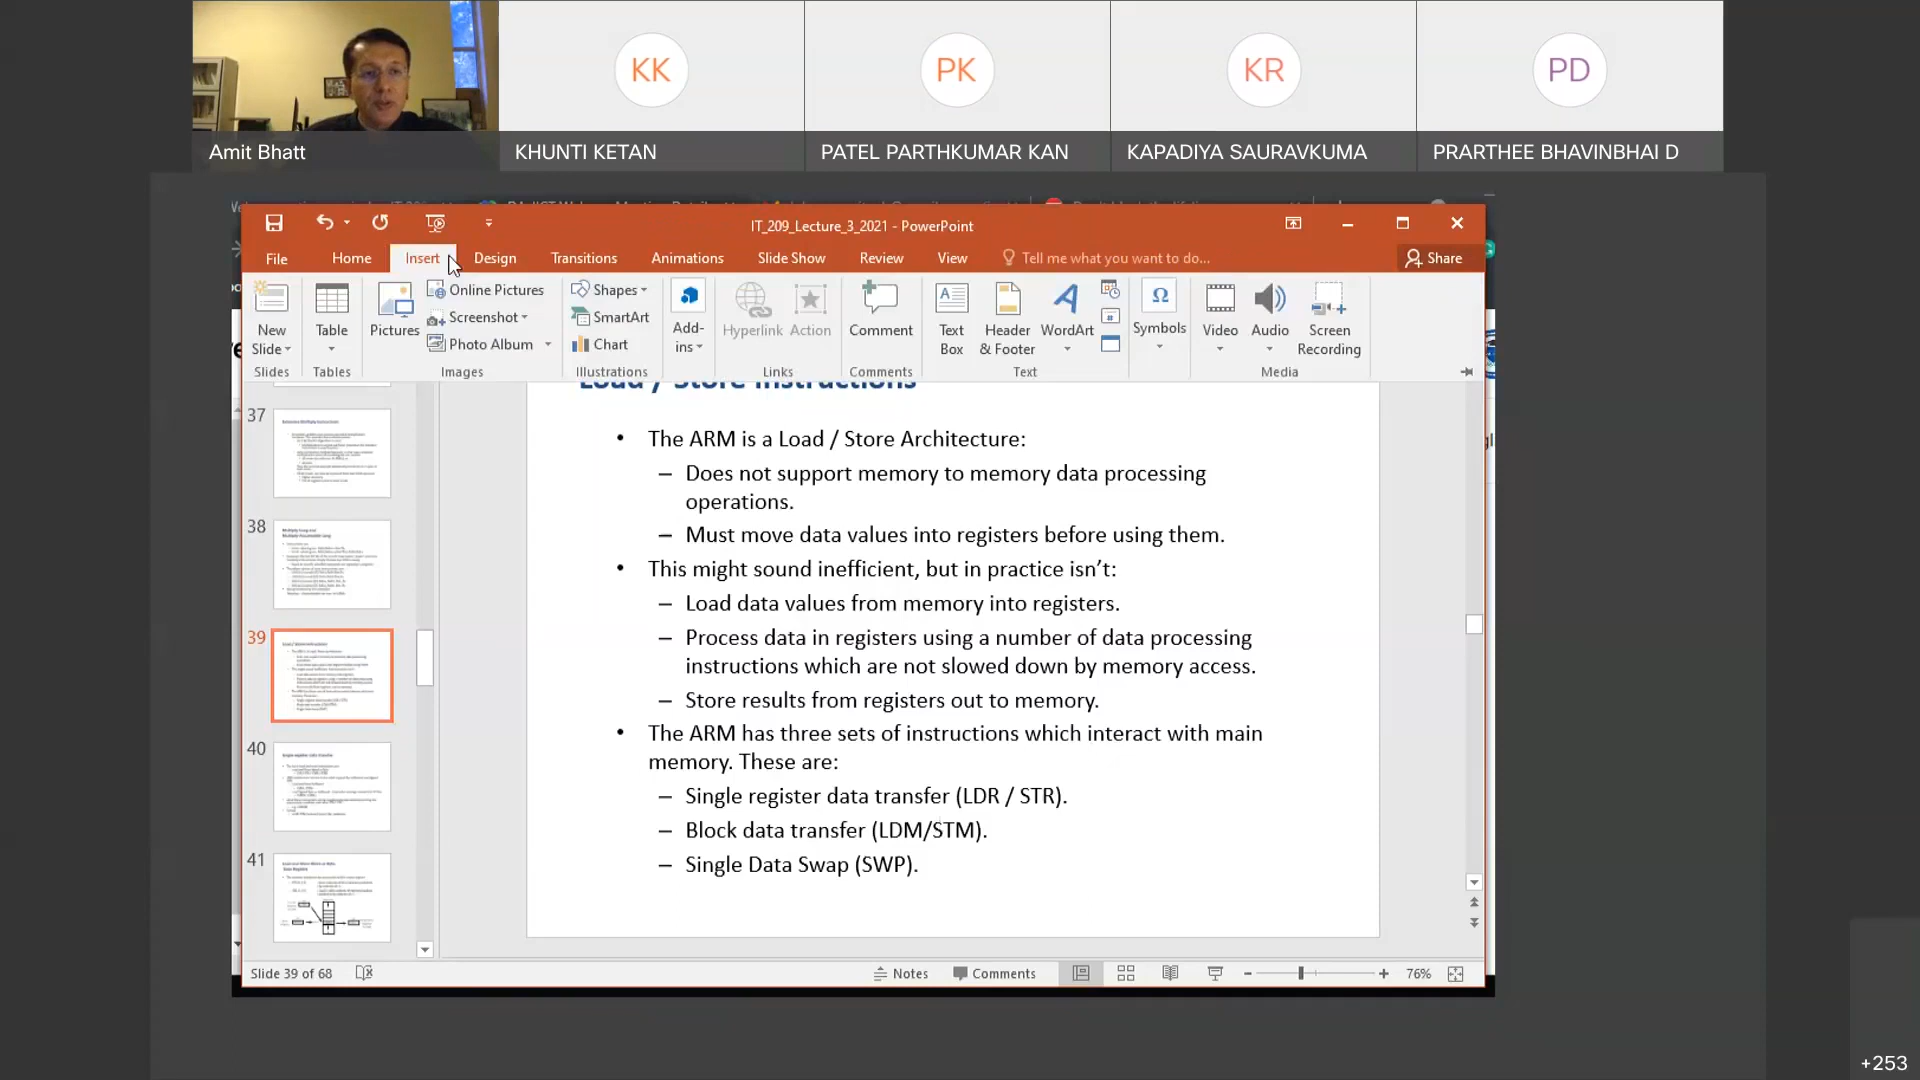 KK
PK
KR
PD
Amit Bhatt
KHUNTI KETAN
PATEL PARTHKUMAR KAN
KAPADIYA SAURAVKUMA
PRARTHEE BHAVINBHAI D
IT_209_Lecture_3_2021 - PowerPoint
File
Home
Insert
Design
Transitions
Animations
Slide Show
Review
View
Tell me what you want to do...
Share
New
Slide
Table
Pictures
Online Pictures
Screenshot
Photo Album
Shapes
SmartArt
Chart
Add-
ins
Hyperlink
Action
Comment
Text
Box
Header
& Footer
WordArt
Symbols
Video
Audio
Screen
Recording
Slides
Tables
Images
Illustrations
Links
Comments
Text
Media
Load / Store Instructions
• The ARM is a Load / Store Architecture:
– Does not support memory to memory data processing
operations.
– Must move data values into registers before using them.
• This might sound inefficient, but in practice isn’t:
– Load data values from memory into registers.
– Process data in registers using a number of data processing
instructions which are not slowed down by memory access.
– Store results from registers out to memory.
• The ARM has three sets of instructions which interact with main
memory. These are:
– Single register data transfer (LDR / STR).
– Block data transfer (LDM/STM).
– Single Data Swap (SWP).
37
38
39
40
41
Slide 39 of 68
Notes
Comments
76%
+253